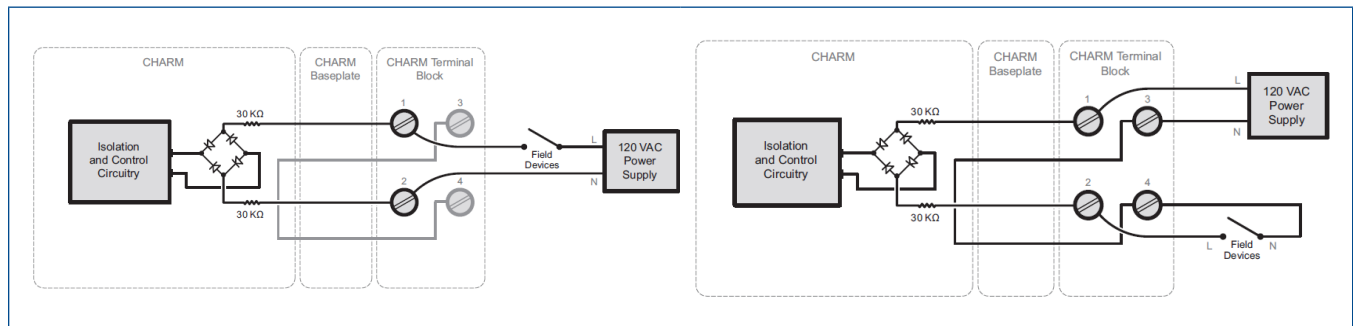 CHARM
CHARM
Baseplate
CHARM Terminal
Block
30 KΩ
1
3
Isolation
and Control
Circuitry
L
120 VAC
Power
Supply
Field
Devices
N
2
4
30 KΩ
CHARM
CHARM
Baseplate
CHARM Terminal
Block
L
120 VAC
Power
Supply
N
30 KΩ
1
3
Isolation
and Control
Circuitry
2
4
30 KΩ
L
Field
Devices
N